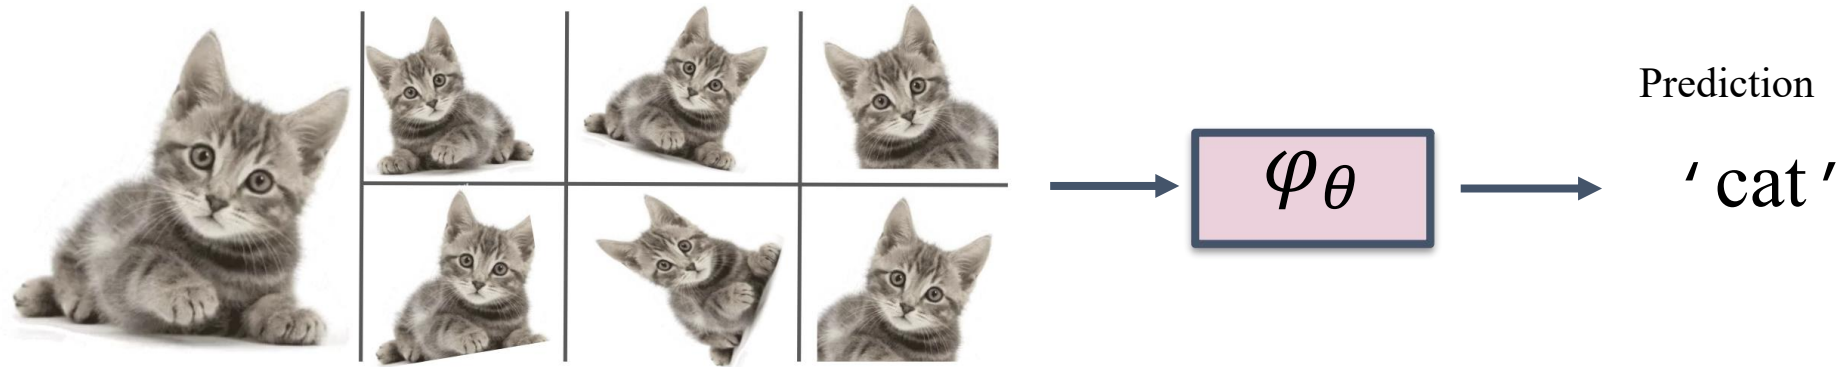 Prediction
φθ
‘ cat ’